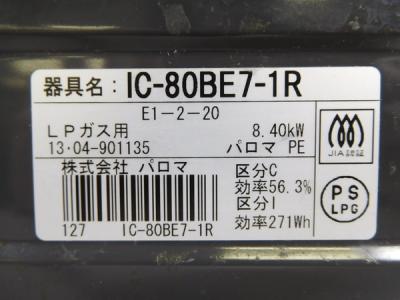 器具名：IC-80BE7-1R
E1-2-20
LPガス用 8.40kW
13・04-901135 パロマ PE
JIA認証
株式会社 パロマ
区分C
効率56.3%
区分I
効率271Wh
127 IC-80BE7-1R
PS
LPG